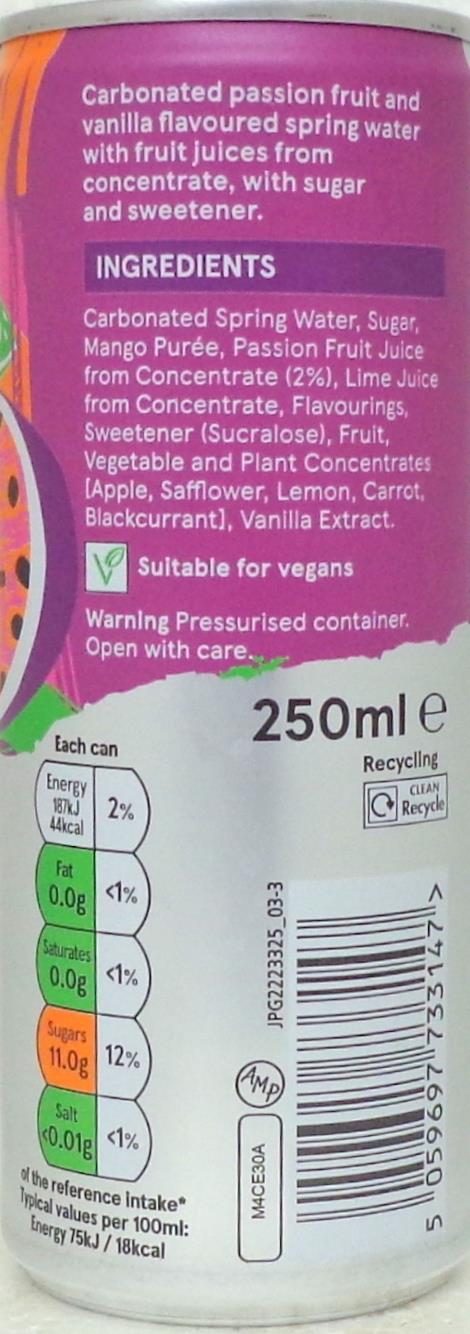 Carbonated passion fruit and
vanilla flavoured spring water
with fruit juices from
concentrate, with sugar
and sweetener.
INGREDIENTS
Carbonated Spring Water, Sugar,
Mango Purée, Passion Fruit Juice
from Concentrate (2%), Lime Juice
from Concentrate, Flavourings,
Sweetener (Sucralose), Fruit,
Vegetable and Plant Concentrates
[Apple, Safflower, Lemon, Carrot,
Blackcurrant], Vanilla Extract.
V Suitable for vegans
Warning Pressurised container.
Open with care.
250ml e
Recycling
CLEAN
Recycle
Each can
Energy
187kJ
44kcal
2%
Fat
0.0g
<1%
Saturates
0.0g
<1%
Sugars
11.0g
12%
Salt
<0.01g
<1%
of the reference intake*
Typical values per 100ml:
Energy 75kJ / 18kcal
JPG2223325_03-3
AMP
M4CE30A
5 059697 733147 >